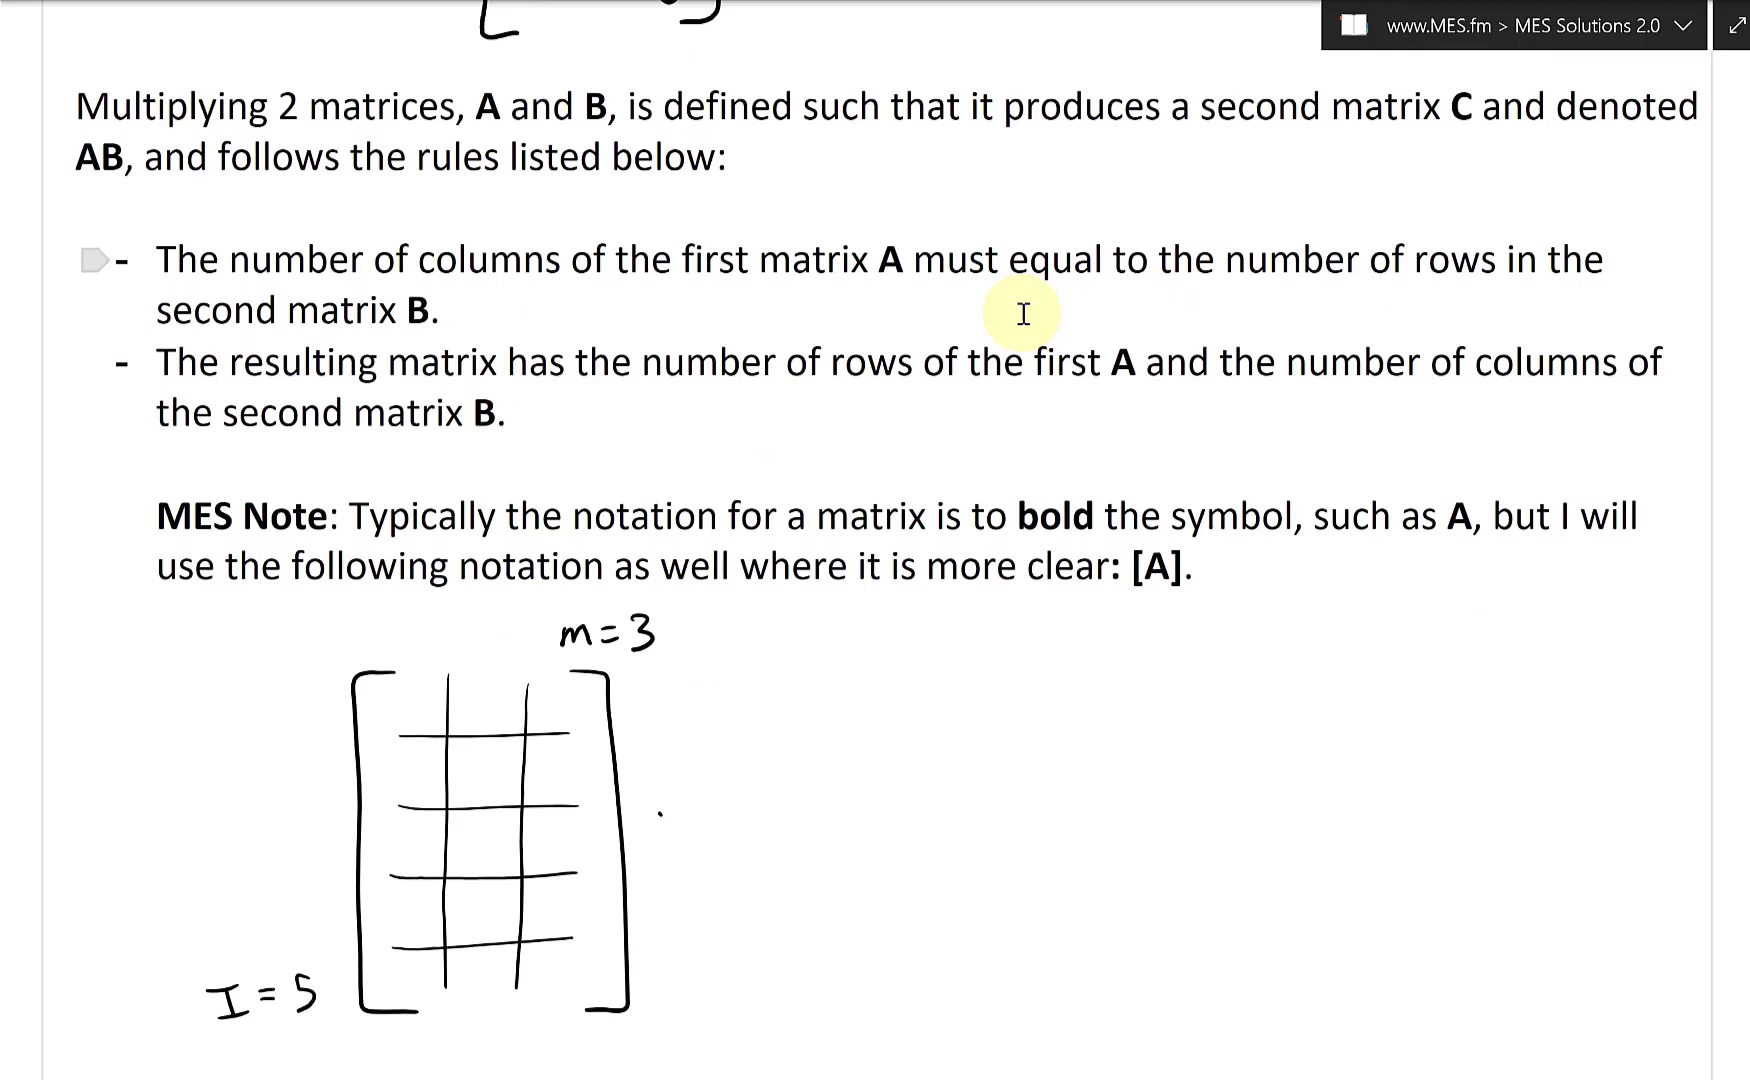 www.MES.fm > MES Solutions 2.0
Multiplying 2 matrices, A and B, is defined such that it produces a second matrix C and denoted
AB, and follows the rules listed below:
- The number of columns of the first matrix A must equal to the number of rows in the
second matrix B.
- The resulting matrix has the number of rows of the first A and the number of columns of
the second matrix B.
MES Note: Typically the notation for a matrix is to bold the symbol, such as A, but I will
use the following notation as well where it is more clear: [A].
m = 3
I = 5